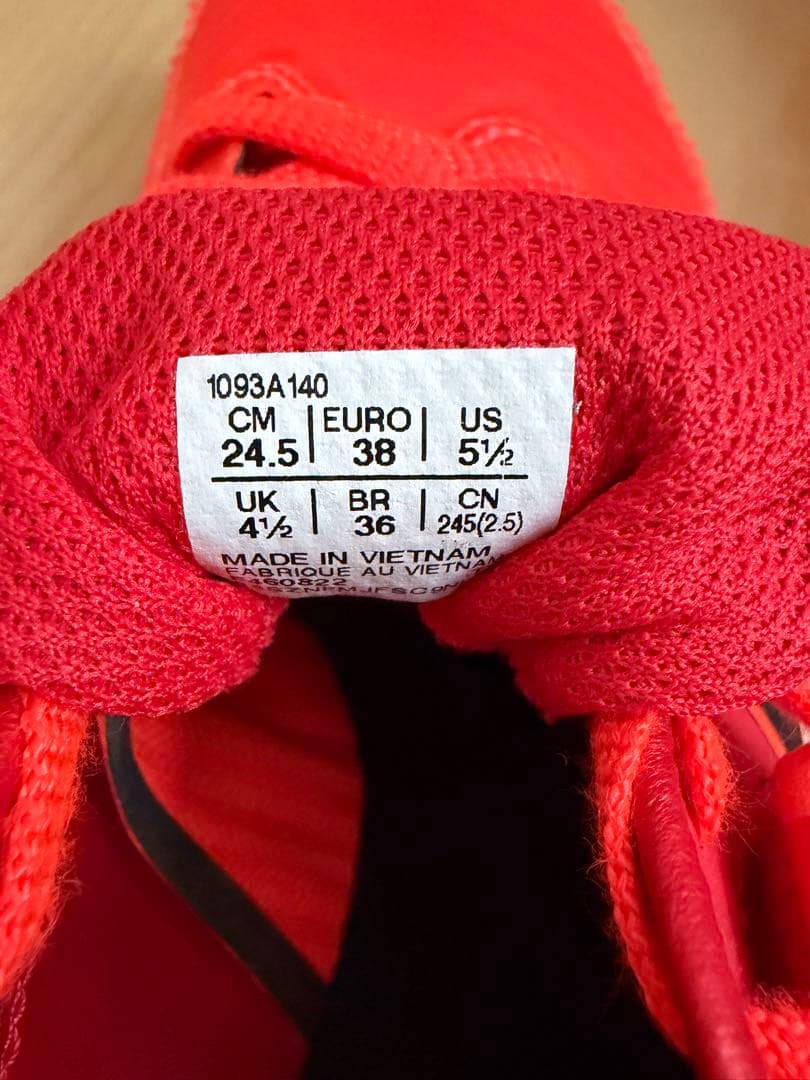 1093A140
CM | EURO | US
24.5 | 38 | 5½
UK | BR | CN
4½ | 36 | 245(2.5)
MADE IN VIETNAM
FABRIQUE AU VIETNAM